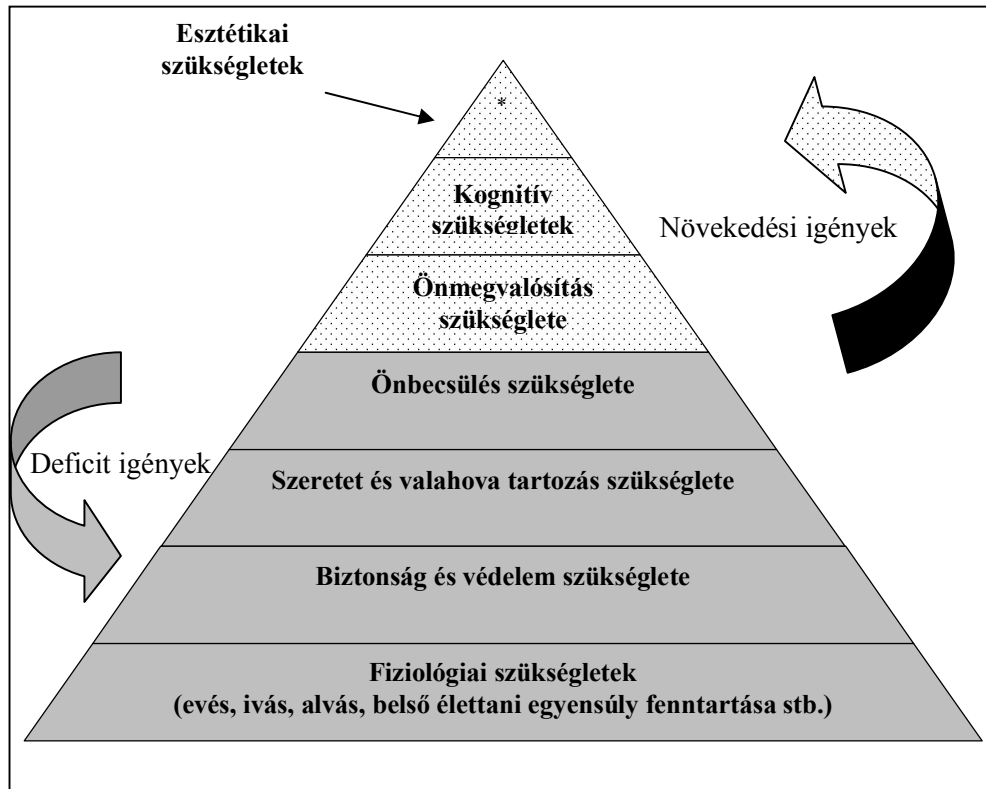 Esztétikai
szükségletek
*
Kognitív
szükségletek
Növekedési igények
Önmegvalósítás
szükséglete
Önbecsülés szükséglete
Deficit igények
Szeretet és valahova tartozás szükséglete
Biztonság és védelem szükséglete
Fiziológiai szükségletek
(evés, ivás, alvás, belső élettani egyensúly fenntartása stb.)